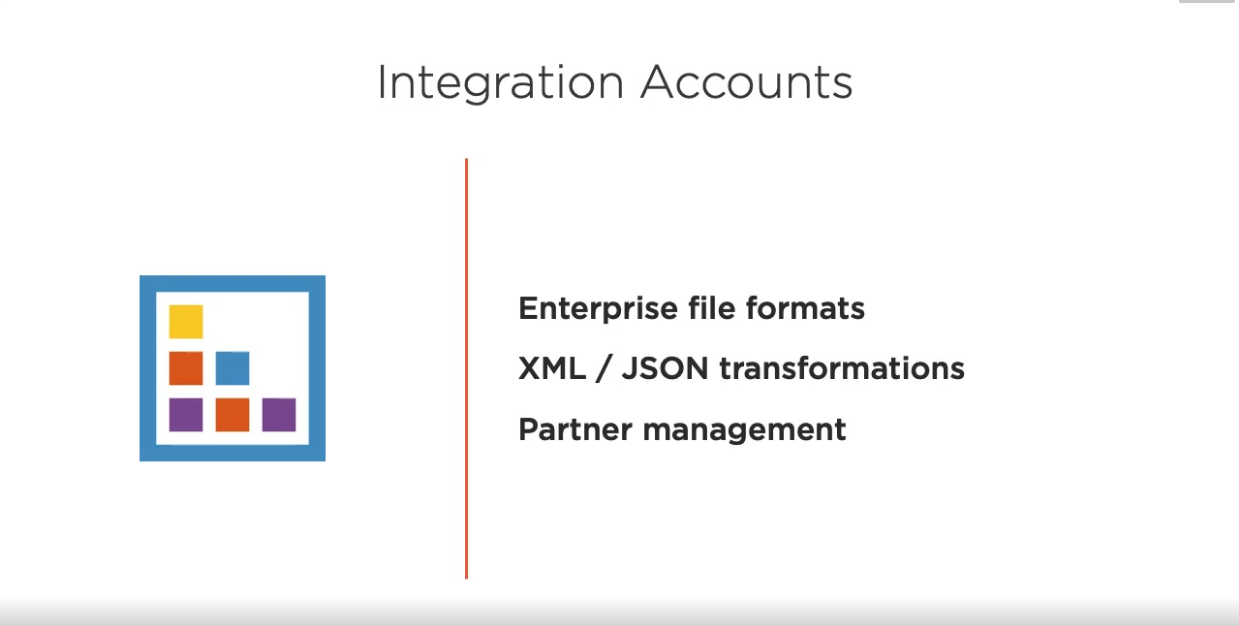 Integration Accounts
Enterprise file formats
XML / JSON transformations
Partner management